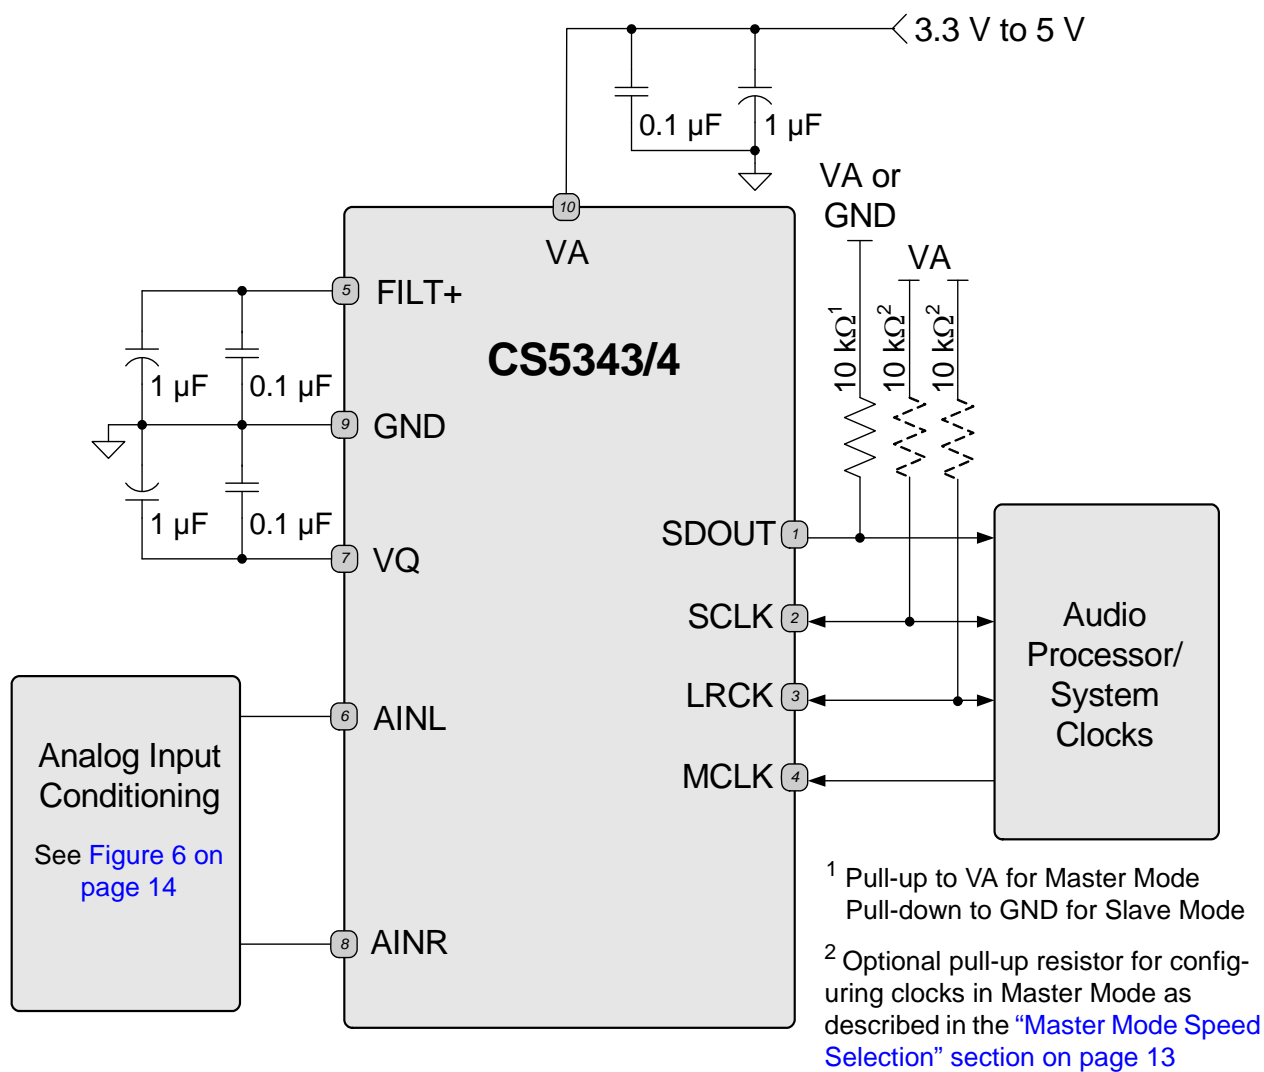 3.3 V to 5 V
0.1 µF
1 µF
VA or
GND
VA
10
VA
5
FILT+
CS5343/4
10 kΩ¹
10 kΩ²
10 kΩ²
1 µF
0.1 µF
9
GND
1 µF
0.1 µF
7
VQ
SDOUT
1
SCLK
2
LRCK
3
MCLK
4
Audio
Processor/
System
Clocks
6
AINL
Analog Input
Conditioning
See Figure 6 on
page 14
8
AINR
¹ Pull-up to VA for Master Mode
Pull-down to GND for Slave Mode
² Optional pull-up resistor for config-
uring clocks in Master Mode as
described in the “Master Mode Speed
Selection” section on page 13